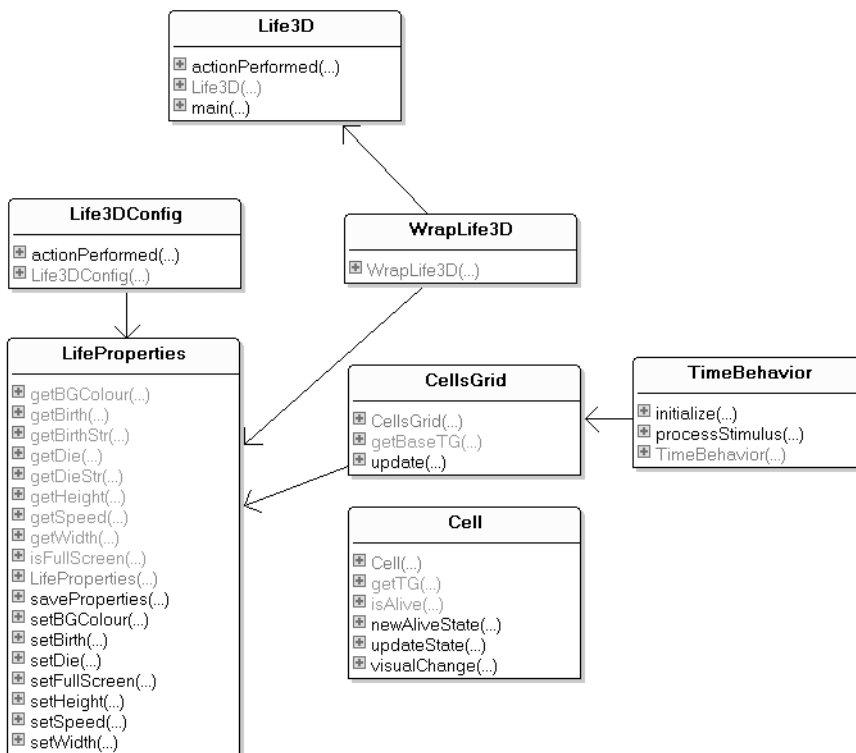 Life3D
actionPerformed(...)
Life3D(...)
main(...)
Life3DConfig
actionPerformed(...)
Life3DConfig(...)
WrapLife3D
WrapLife3D(...)
LifeProperties
getBGColour(...)
getBirth(...)
getBirthStr(...)
getDie(...)
getDieStr(...)
getHeight(...)
getSpeed(...)
getWidth(...)
isFullScreen(...)
LifeProperties(...)
saveProperties(...)
setBGColour(...)
setBirth(...)
setDie(...)
setFullScreen(...)
setHeight(...)
setSpeed(...)
setWidth(...)
CellsGrid
CellsGrid(...)
getBaseTG(...)
update(...)
TimeBehavior
initialize(...)
processStimulus(...)
TimeBehavior(...)
Cell
Cell(...)
getTG(...)
isAlive(...)
newAliveState(...)
updateState(...)
visualChange(...)